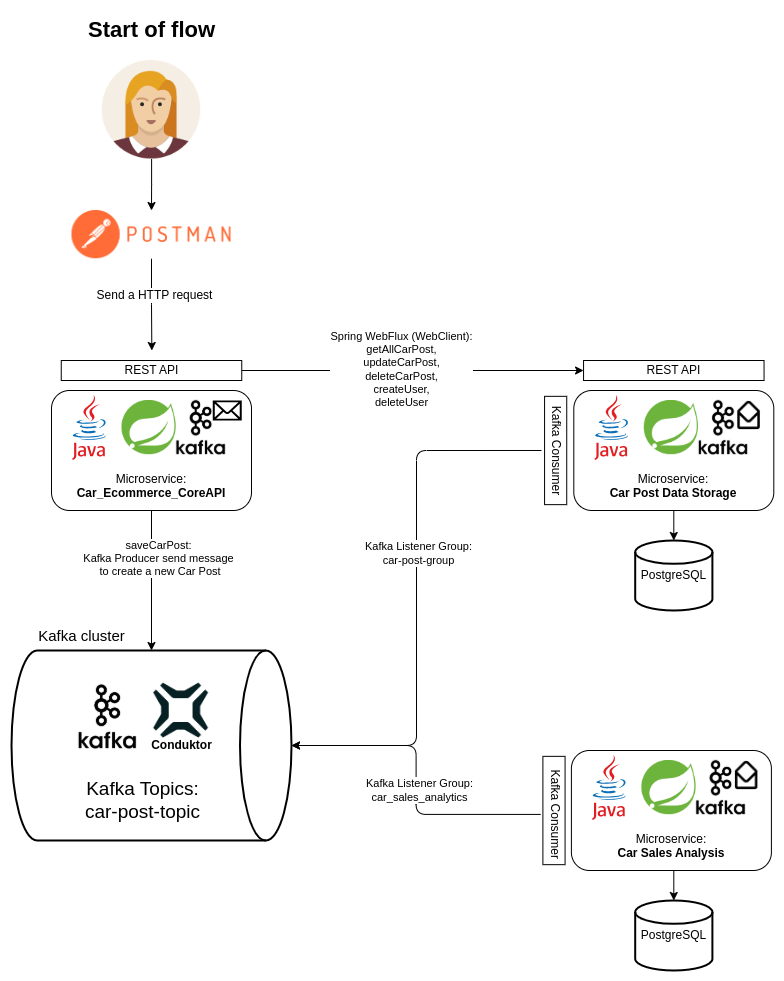 Start of flow
POSTMAN
Send a HTTP request
REST API
Spring WebFlux (WebClient):
getAllCarPost,
updateCarPost,
deleteCarPost,
createUser,
deleteUser
REST API
Java
kafka
Microservice:
Car_Ecommerce_CoreAPI
Kafka Consumer
Java
kafka
Microservice:
Car Post Data Storage
saveCarPost:
Kafka Producer send message
to create a new Car Post
Kafka Listener Group:
car-post-group
PostgreSQL
Kafka cluster
kafka
Conduktor
Kafka Topics:
car-post-topic
Kafka Listener Group:
car_sales_analytics
Kafka Consumer
Java
kafka
Microservice:
Car Sales Analysis
PostgreSQL